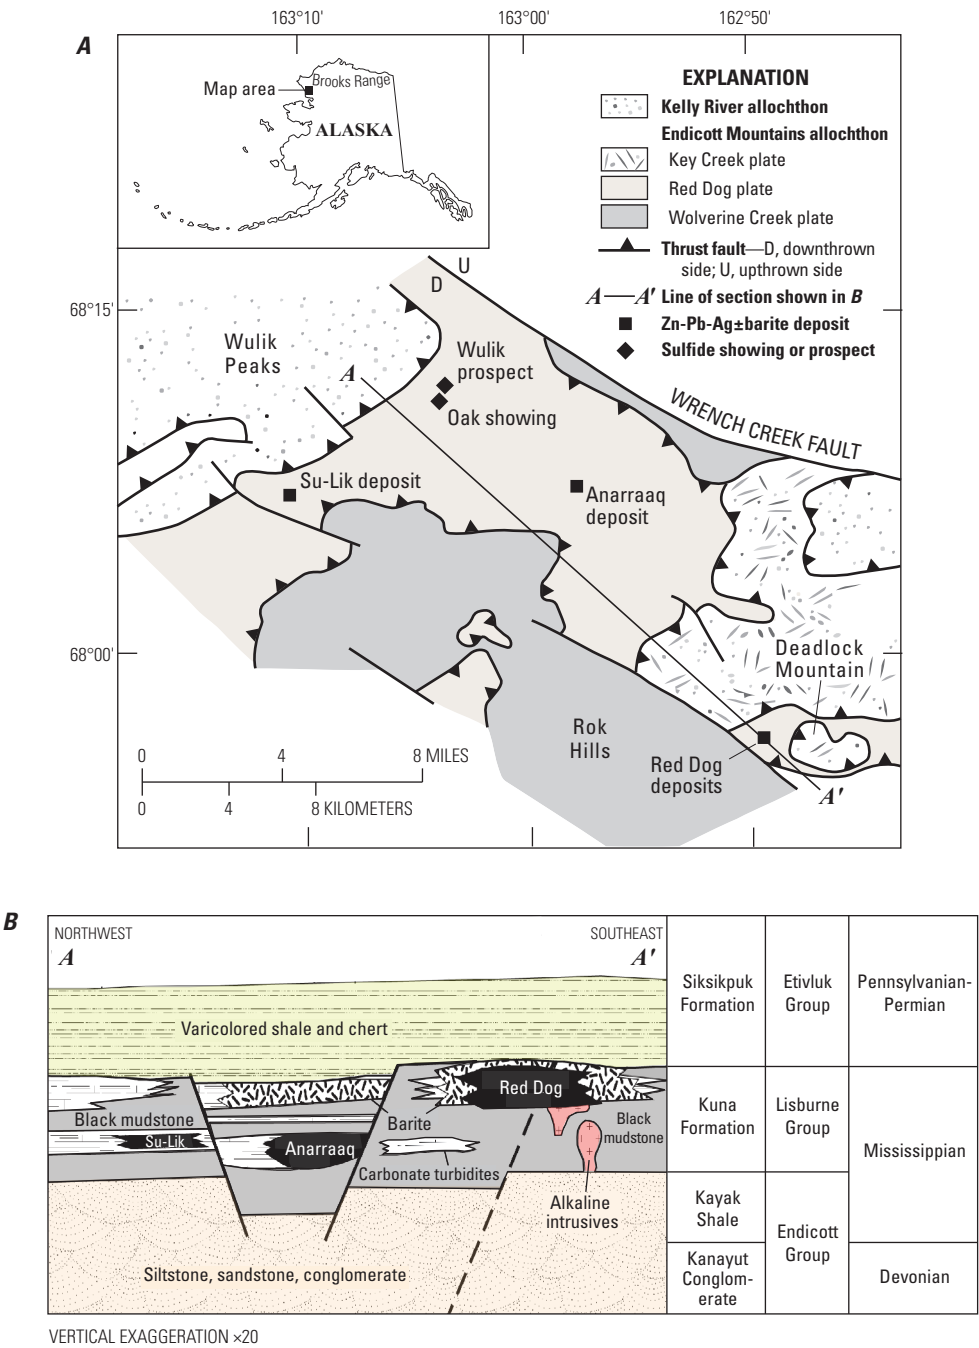 163°10'
163°00'
162°50'
A
Map area
Brooks Range
ALASKA
EXPLANATION
Kelly River allochthon
Endicott Mountains allochthon
Key Creek plate
Red Dog plate
Wolverine Creek plate
Thrust fault—D, downthrown
side; U, upthrown side
A—A' Line of section shown in B
Zn-Pb-Ag±barite deposit
Sulfide showing or prospect
U
D
68°15'
Wulik
Peaks
A
Wulik
prospect
Oak showing
WRENCH CREEK FAULT
Su-Lik deposit
Anarraaq
deposit
68°00'
Deadlock
Mountain
Rok
Hills
Red Dog
deposits
A'
0
4
8 MILES
0
4
8 KILOMETERS
B
NORTHWEST
A
SOUTHEAST
A'
Varicolored shale and chert
Red Dog
Black mudstone
Barite
Black
mudstone
Su-Lik
Anarraaq
Carbonate turbidites
Alkaline
intrusives
Siltstone, sandstone, conglomerate
Siksikpuk
Formation
Etivluk
Group
Pennsylvanian-
Permian
Kuna
Formation
Lisburne
Group
Mississippian
Kayak
Shale
Endicott
Group
Kanayut
Conglom-
erate
Devonian
VERTICAL EXAGGERATION ×20